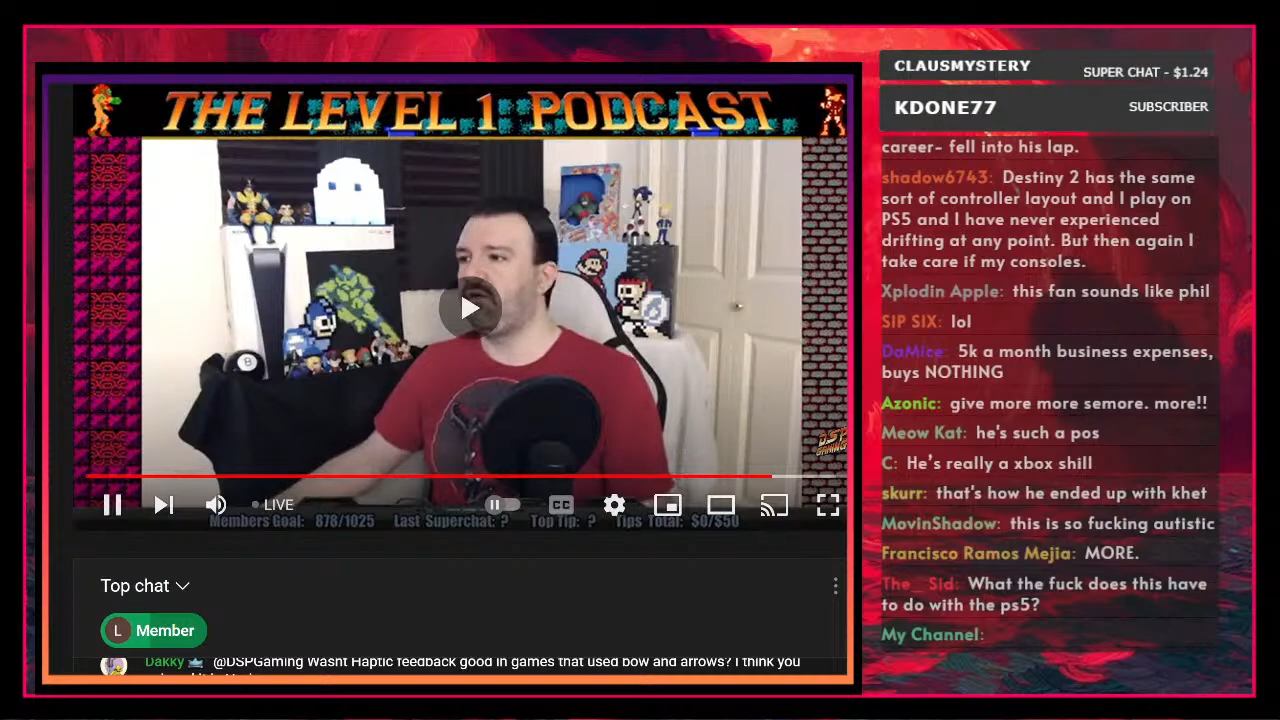 THE LEVEL 1 PODCAST
8
DSP
GAMING
LIVE
CC
Members Goal: 878/1025 Last Superchat: ? Top Tip: ? Tips Total: $0/$50
Top chat
L Member
Dakky @DSPGaming Wasnt Haptic feedback good in games that used bow and arrows? I think you
CLAUSMYSTERY SUPER CHAT - $1.24
KDONE77 SUBSCRIBER
career- fell into his lap.
shadow6743: Destiny 2 has the same
sort of controller layout and I play on
PS5 and I have never experienced
drifting at any point. But then again I
take care if my consoles.
Xplodin Apple: this fan sounds like phil
SIP SIX: lol
DaMice: 5k a month business expenses,
buys NOTHING
Azonic: give more more semore. more!!
Meow Kat: he's such a pos
C: He's really a xbox shill
skurr: that's how he ended up with khet
MovinShadow: this is so fucking autistic
Francisco Ramos Mejia: MORE.
The_ Sid: What the fuck does this have
to do with the ps5?
My Channel: